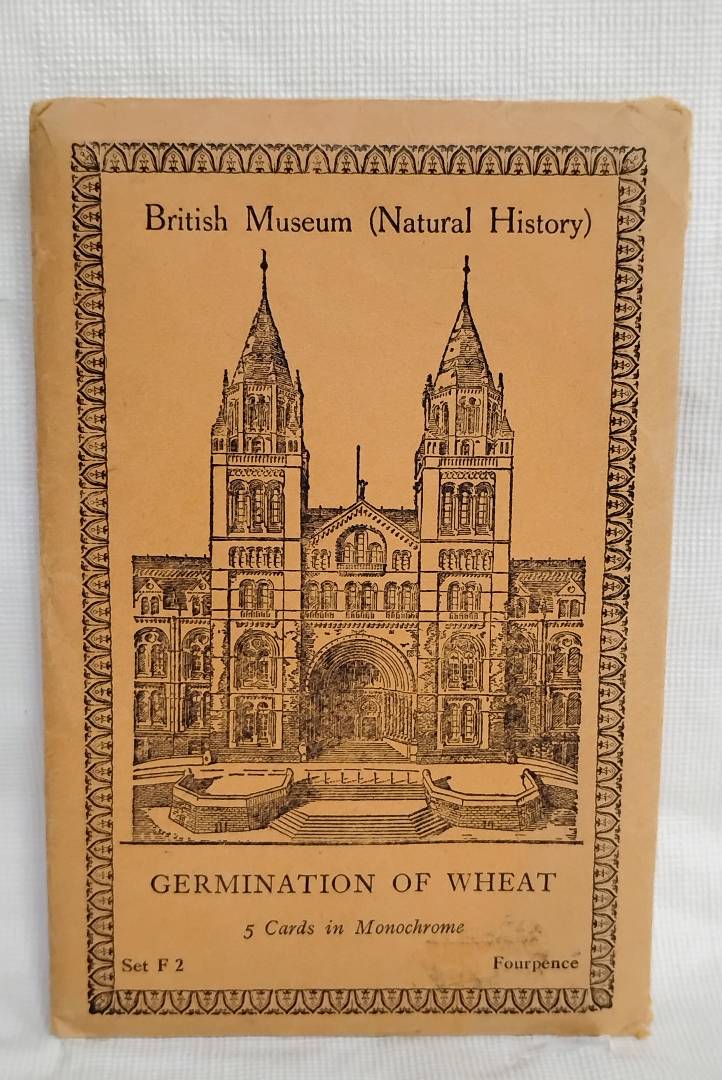 British Museum (Natural History)
GERMINATION OF WHEAT
5 Cards in Monochrome
Set F 2 Fourpence